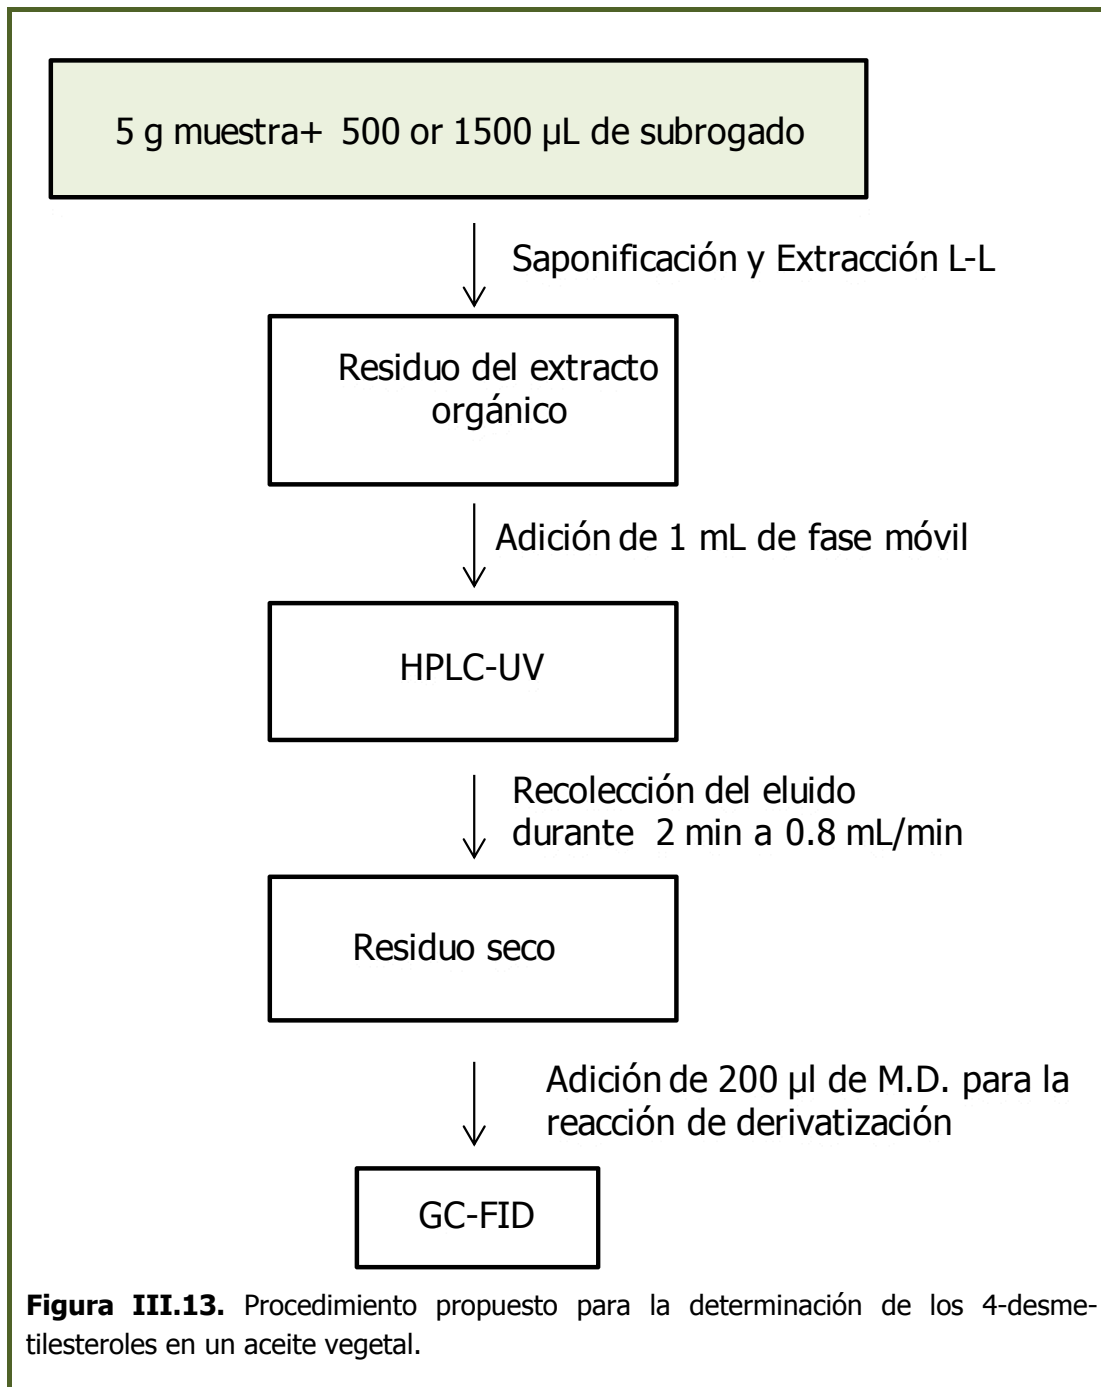 5 g muestra+ 500 or 1500 µL de subrogado
Saponificación y Extracción L-L
Residuo del extracto
orgánico
Adición de 1 mL de fase móvil
HPLC-UV
Recolección del eluido
durante 2 min a 0.8 mL/min
Residuo seco
Adición de 200 µl de M.D. para la
reacción de derivatización
GC-FID
Figura III.13. Procedimiento propuesto para la determinación de los 4-desme-
tilesteroles en un aceite vegetal.